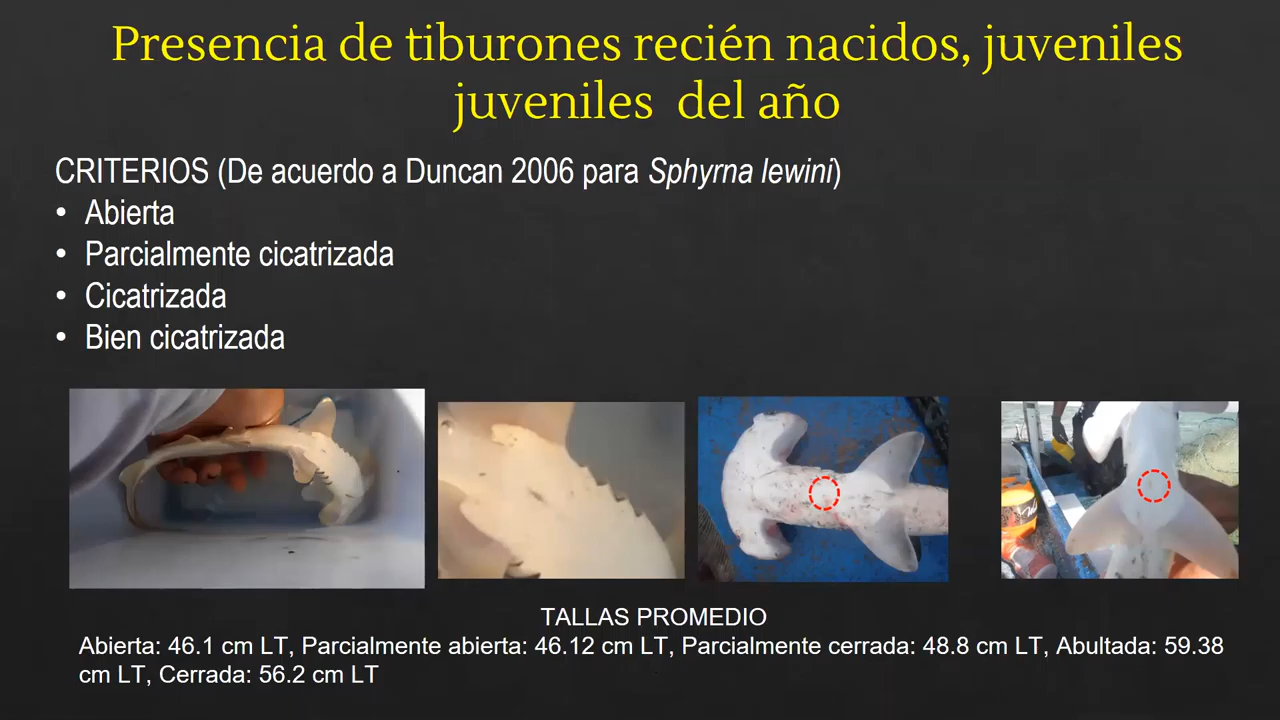 Presencia de tiburones recién nacidos, juveniles
juveniles  del año
CRITERIOS (De acuerdo a Duncan 2006 para Sphyrna lewini)
• Abierta
• Parcialmente cicatrizada
• Cicatrizada
• Bien cicatrizada
TALLAS PROMEDIO
Abierta: 46.1 cm LT, Parcialmente abierta: 46.12 cm LT, Parcialmente cerrada: 48.8 cm LT, Abultada: 59.38
cm LT, Cerrada: 56.2 cm LT